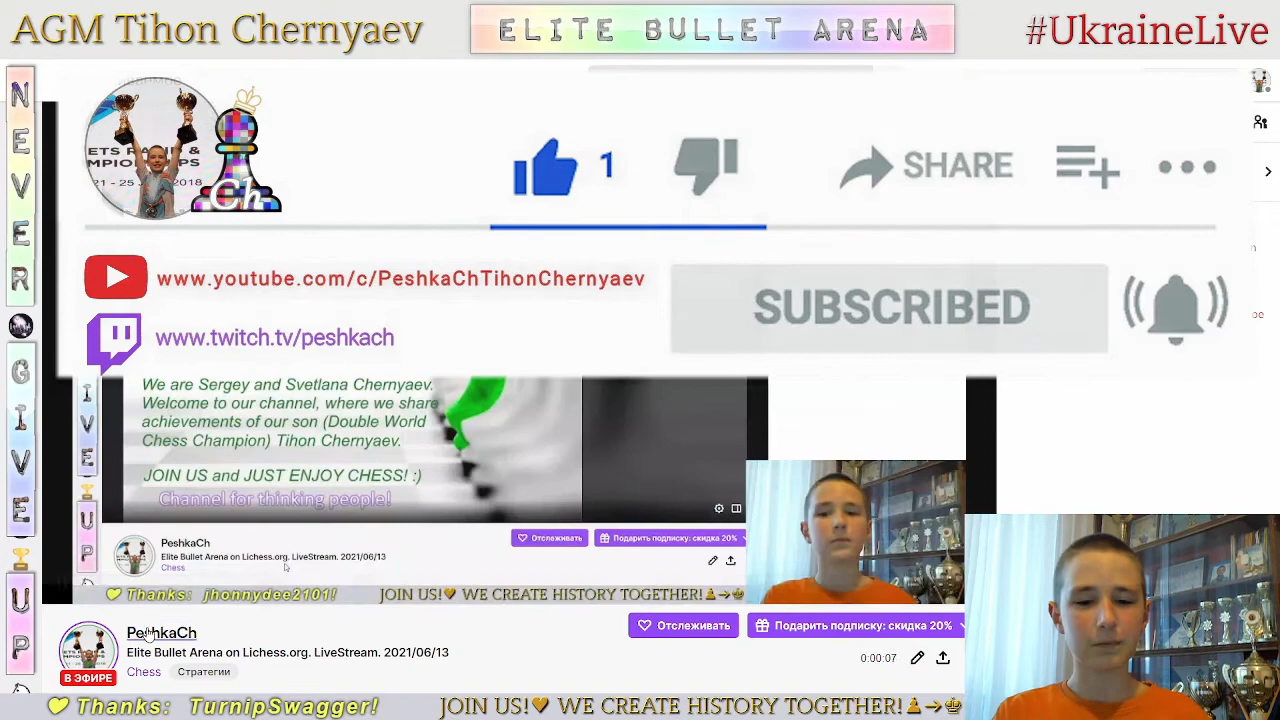 AGM Tihon Chernyaev
ELITE BULLET ARENA
#UkraineLive
NEVER
GIVE
UP
Ch
1
SHARE
www.youtube.com/c/PeshkaChTihonChernyaev
SUBSCRIBED
www.twitch.tv/peshkach
We are Sergey and Svetlana Chernyaev.
Welcome to our channel, where we share
achievements of our son (Double World
Chess Champion) Tihon Chernyaev.
JOIN US and JUST ENJOY CHESS! :)
Channel for thinking people!
IVE
UP
PeshkaCh
Elite Bullet Arena on Lichess.org. LiveStream. 2021/06/13
Chess
Отслеживать
Подарить подписку: скидка 20%
Thanks: jhonnydee2101!
JOIN US! WE CREATE HISTORY TOGETHER!
PeshkaCh
Elite Bullet Arena on Lichess.org. LiveStream. 2021/06/13
Chess
Стратегии
В ЭФИРЕ
Отслеживать
Подарить подписку: скидка 20%
0:00:07
Thanks: TurnipSwagger!
JOIN US! WE CREATE HISTORY TOGETHER!